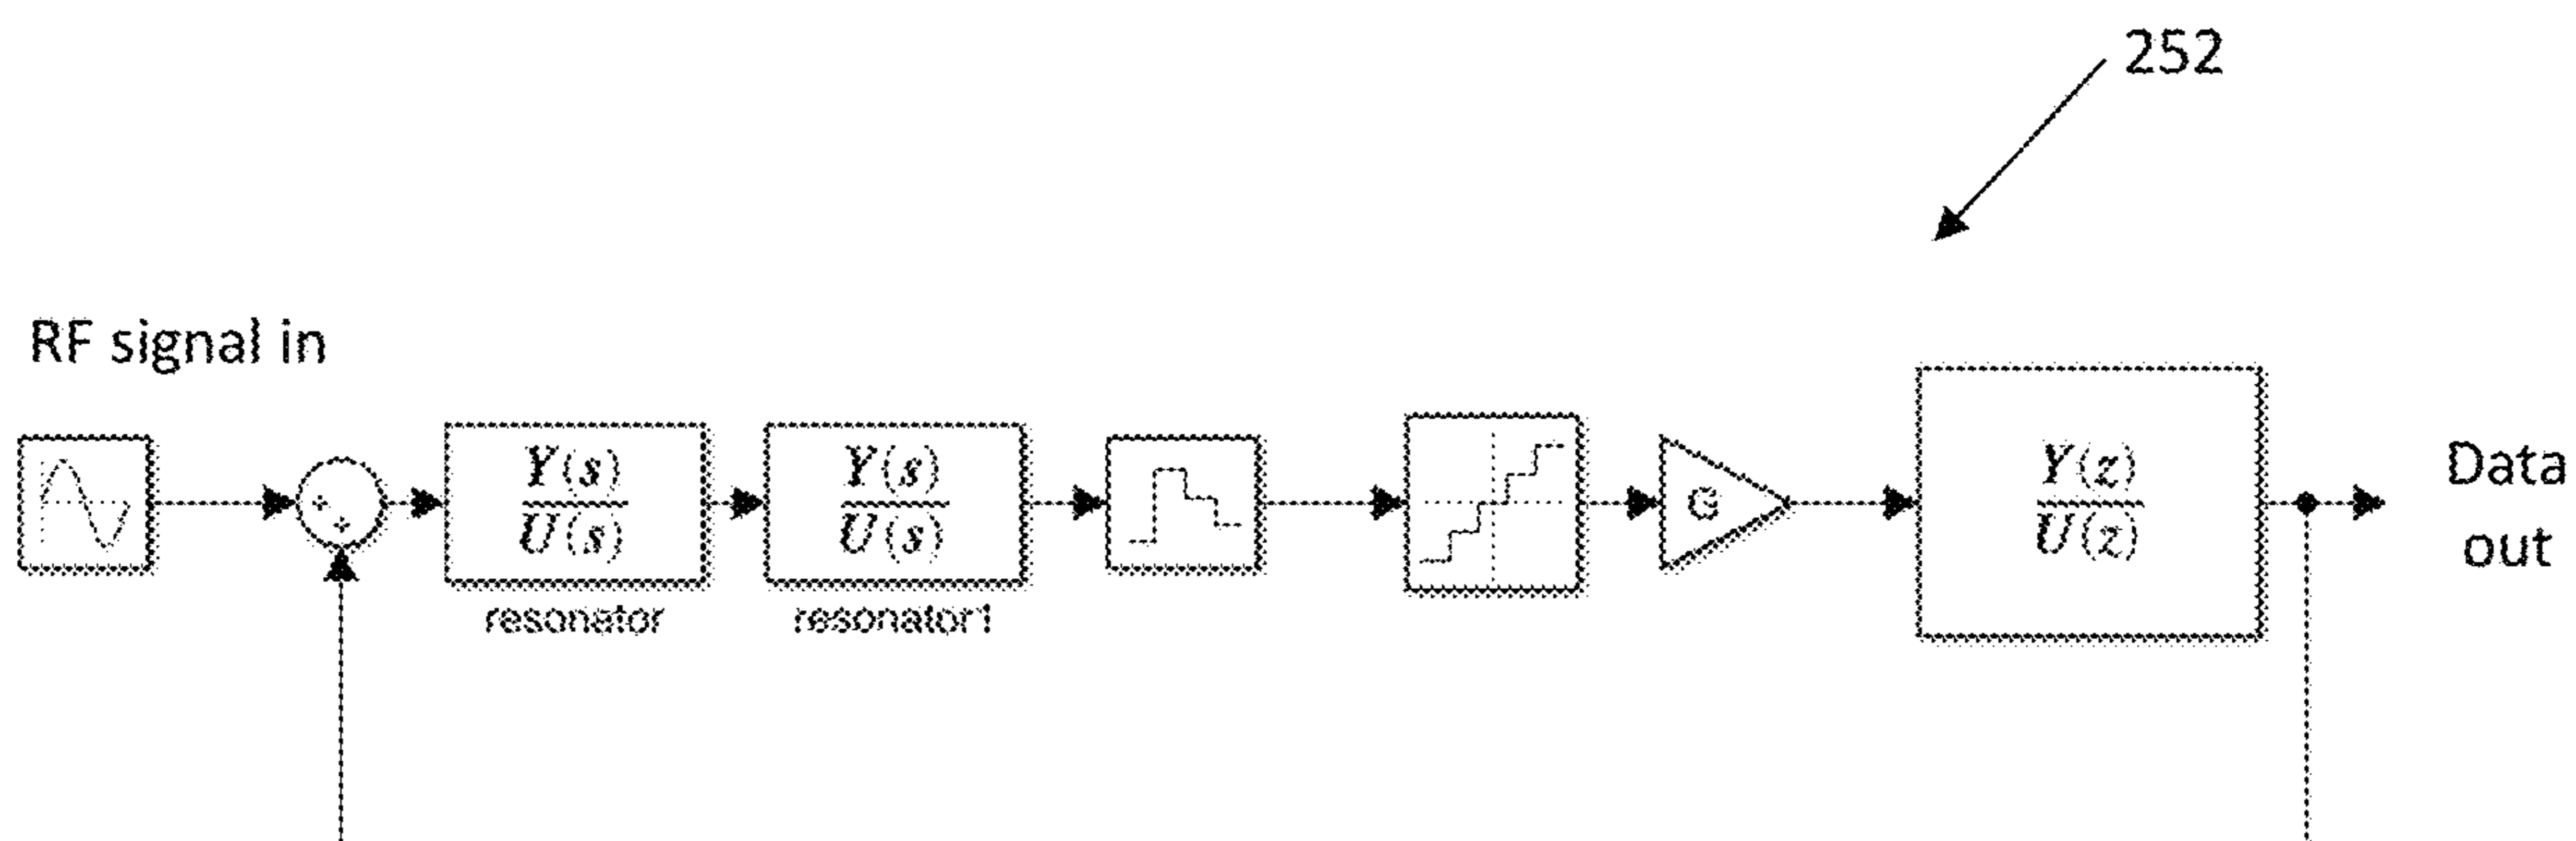 252
RF signal in
Y(s)
U(s)
resonator
Y(s)
U(s)
resonator1
G
Y(z)
U(z)
Data
out